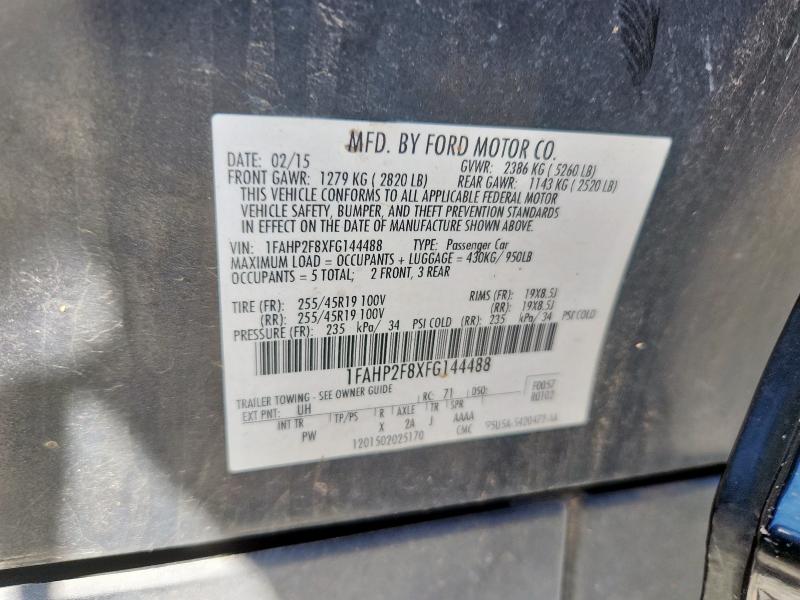 MFD. BY FORD MOTOR CO.
DATE: 02/15 GVWR: 2386 KG ( 5260 LB)
FRONT GAWR: 1279 KG ( 2820 LB) REAR GAWR: 1143 KG ( 2520 LB)
THIS VEHICLE CONFORMS TO ALL APPLICABLE FEDERAL MOTOR
VEHICLE SAFETY, BUMPER, AND THEFT PREVENTION STANDARDS
IN EFFECT ON THE DATE OF MANUFACTURE SHOWN ABOVE.
VIN: 1FAHP2F8XFG144488 TYPE: Passenger Car
MAXIMUM LOAD = OCCUPANTS + LUGGAGE = 430KG/ 950LB
OCCUPANTS = 5 TOTAL; 2 FRONT, 3 REAR
TIRE (FR): 255/45R19 100V RIMS (FR): 19X8.5J
(RR): 255/45R19 100V (RR): 19X8.5J
PRESSURE (FR): 235 kPa/ 34 PSI COLD (RR): 235 kPa/ 34 PSI COLD
1FAHP2F8XFG144488
TRAILER TOWING - SEE OWNER GUIDE RC: 71 DSO: F0057
EXT PNT: UH R0102
INT TR TP/PS R AXLE TR SPR
PW X 2A J AAAA
1201502025170 CMC